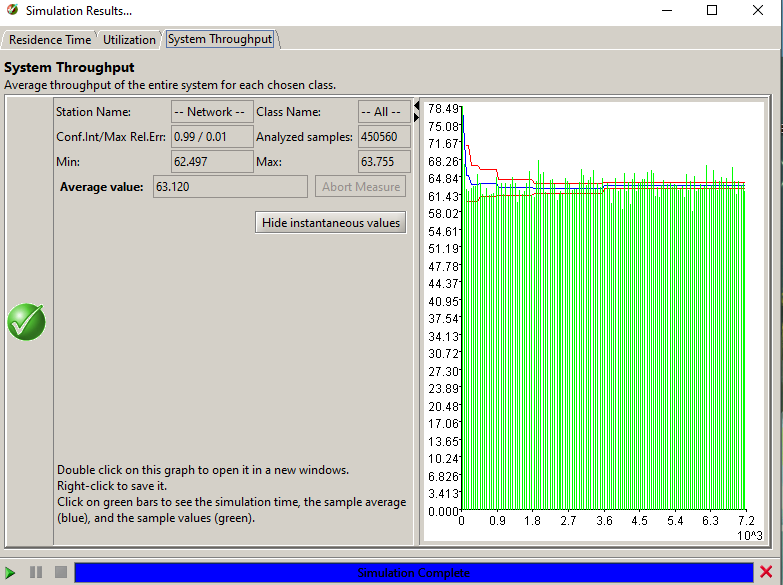 Simulation Results...
Residence Time Utilization System Throughput
System Throughput
Average throughput of the entire system for each chosen class.
Station Name: -- Network -- Class Name: -- All --
Conf.Int/Max Rel.Err: 0.99 / 0.01 Analyzed samples: 450560
Min: 62.497 Max: 63.755
Average value: 63.120 Abort Measure
Hide instantaneous values
Double click on this graph to open it in a new windows.
Right-click to save it.
Click on green bars to see the simulation time, the sample average
(blue), and the sample values (green).
78.49
75.08
71.67
68.26
64.84
61.43
58.02
54.61
51.19
47.78
44.37
40.95
37.54
34.13
30.72
27.30
23.89
20.48
17.06
13.65
10.24
6.826
3.413
0.000
0 0.9 1.8 2.7 3.6 4.5 5.4 6.3 7.2
10^3
Simulation Complete